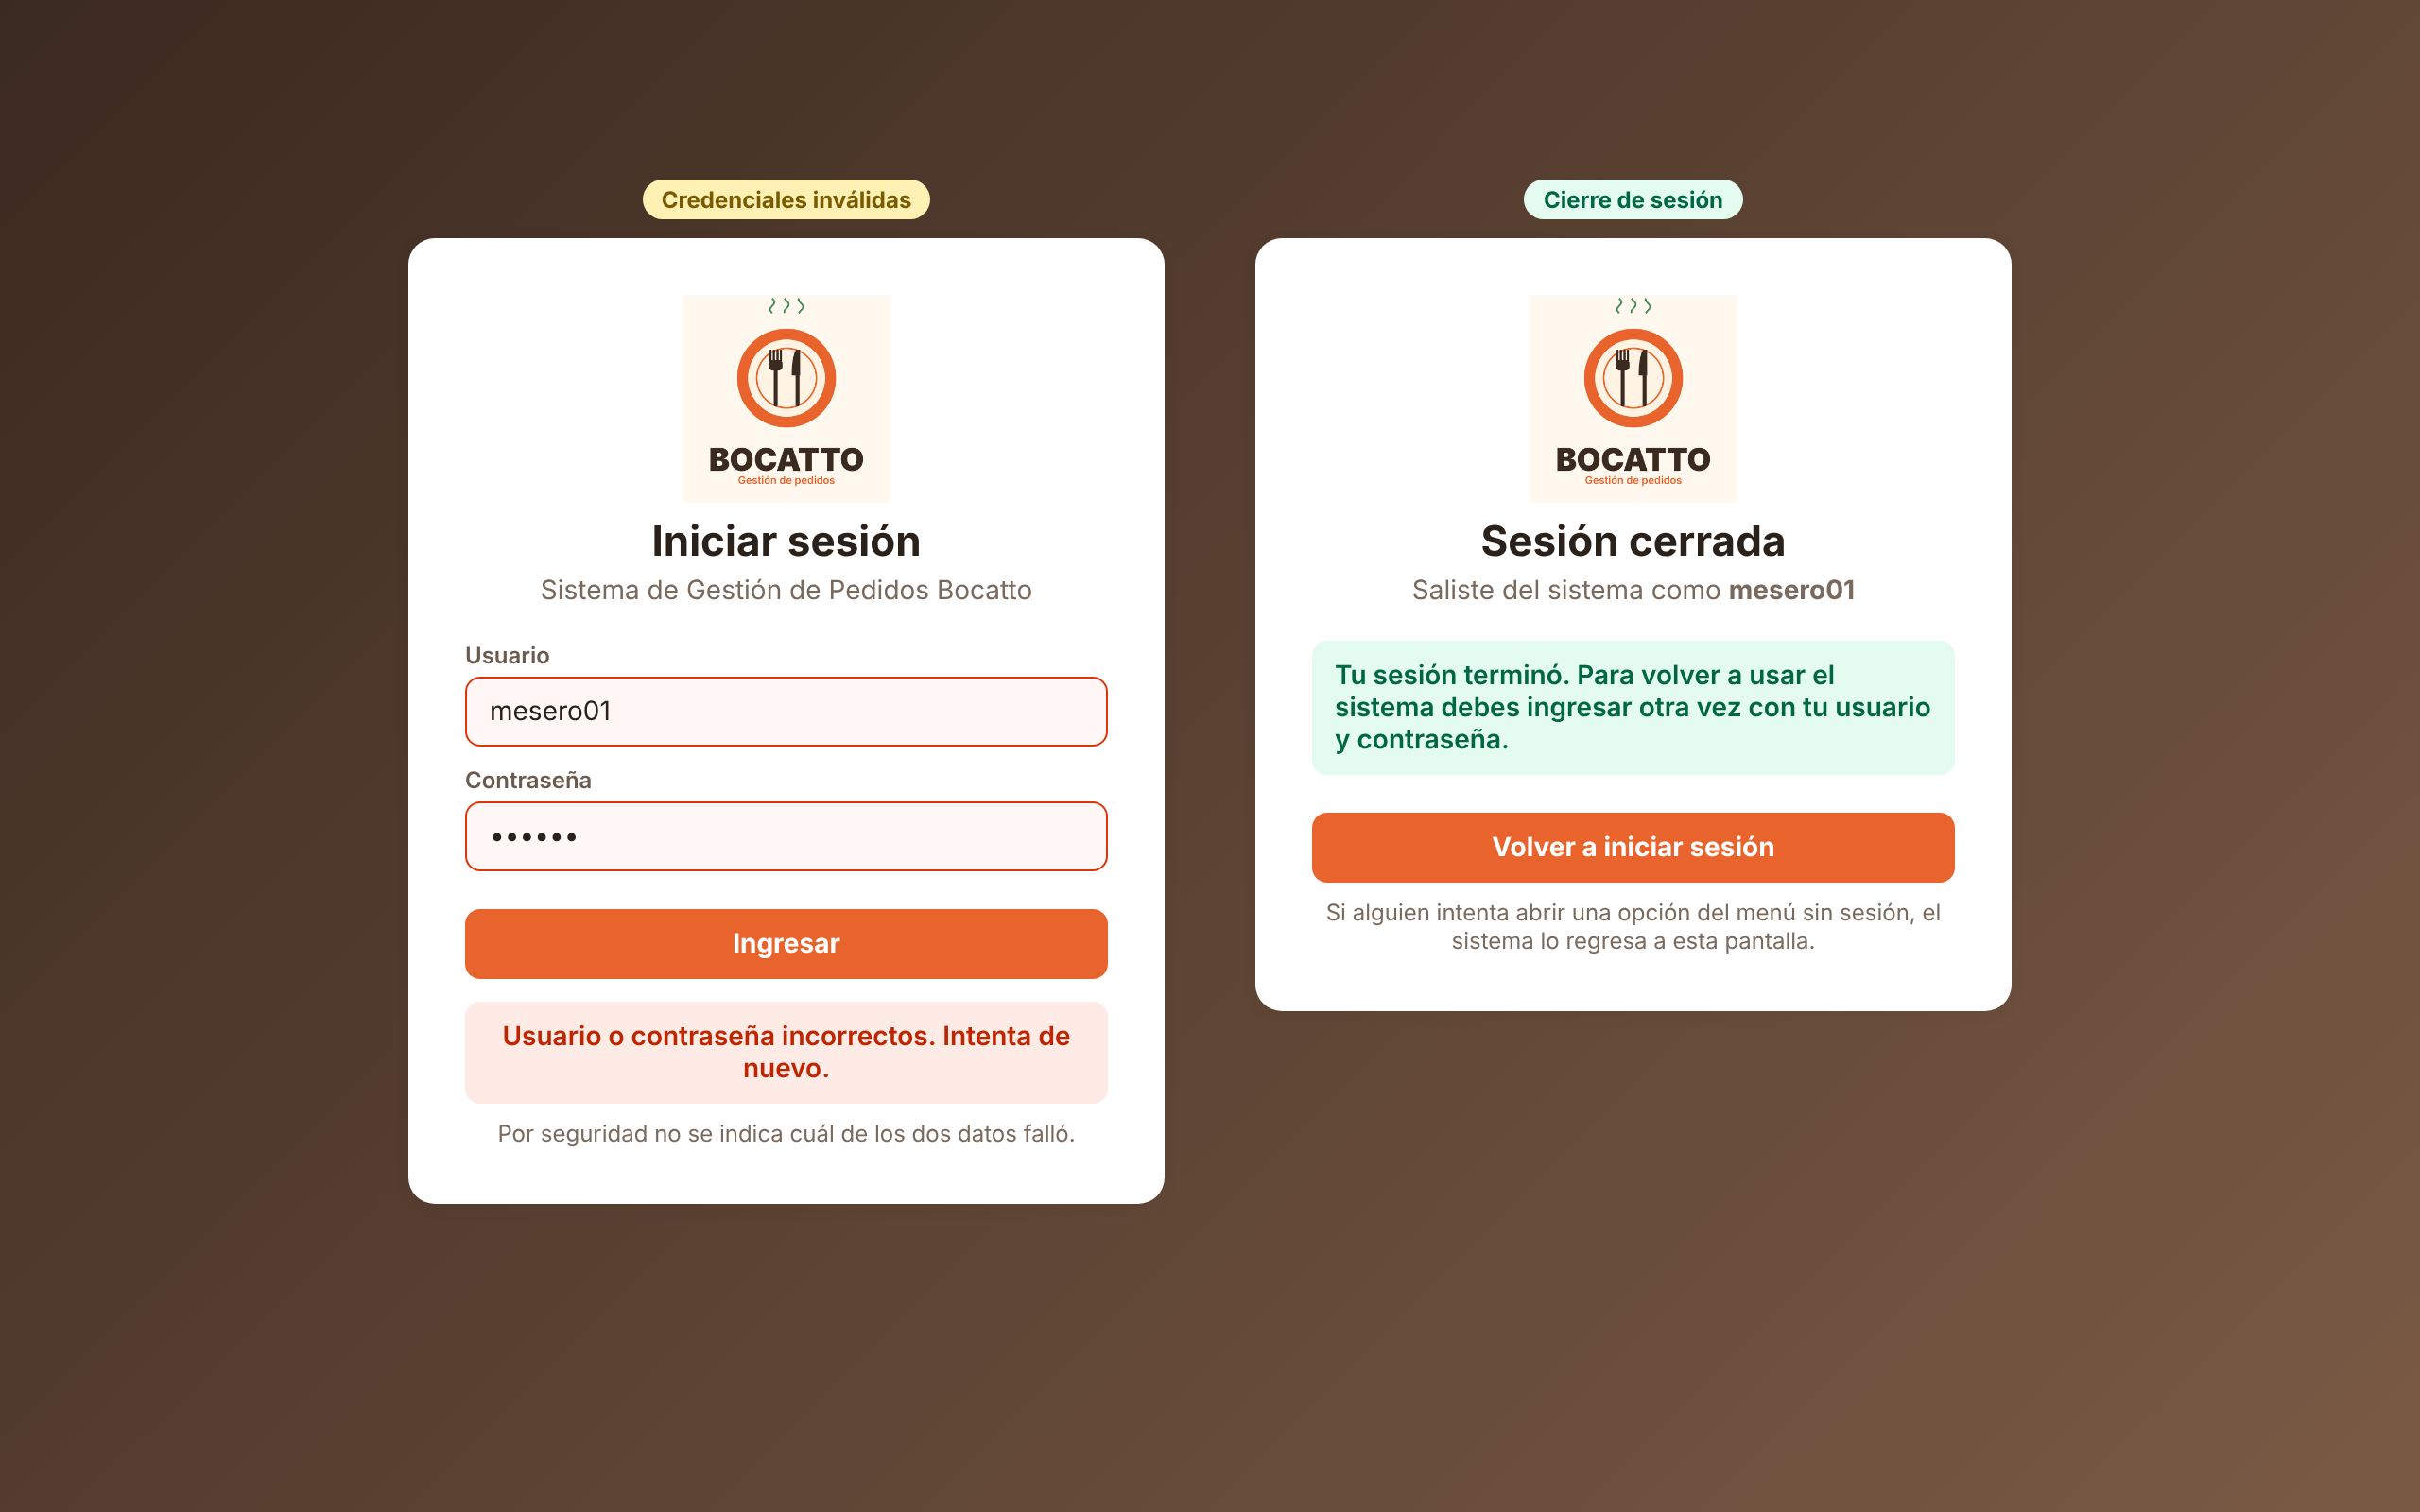 Credenciales inválidas
BOCATTO
Gestión de pedidos
Iniciar sesión
Sistema de Gestión de Pedidos Bocatto
Usuario
mesero01
Contraseña
••••••
Ingresar
Usuario o contraseña incorrectos. Intenta de
nuevo.
Por seguridad no se indica cuál de los dos datos falló.
Cierre de sesión
BOCATTO
Gestión de pedidos
Sesión cerrada
Saliste del sistema como mesero01
Tu sesión terminó. Para volver a usar el
sistema debes ingresar otra vez con tu usuario
y contraseña.
Volver a iniciar sesión
Si alguien intenta abrir una opción del menú sin sesión, el
sistema lo regresa a esta pantalla.